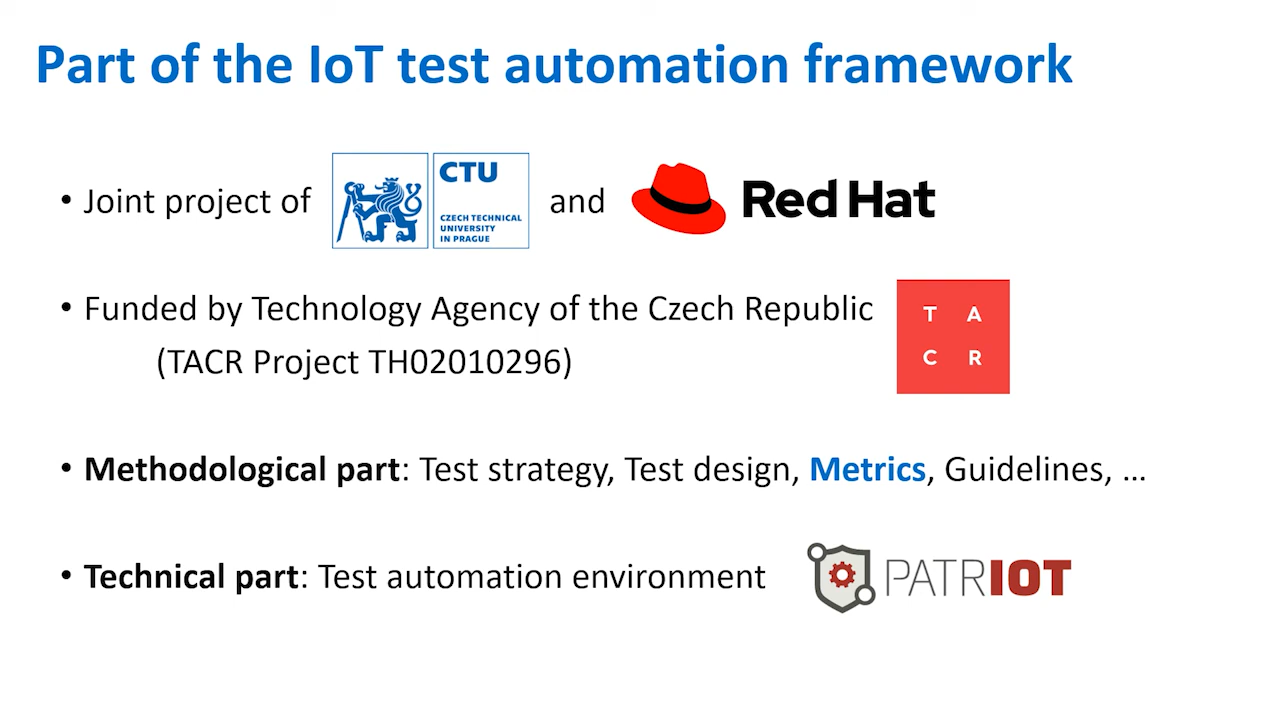 Part of the IoT test automation framework
• Joint project of CTU CZECH TECHNICAL UNIVERSITY IN PRAGUE and Red Hat
• Funded by Technology Agency of the Czech Republic
(TACR Project TH02010296)
T A
C R
• Methodological part: Test strategy, Test design, Metrics, Guidelines, ...
• Technical part: Test automation environment PATRIOT